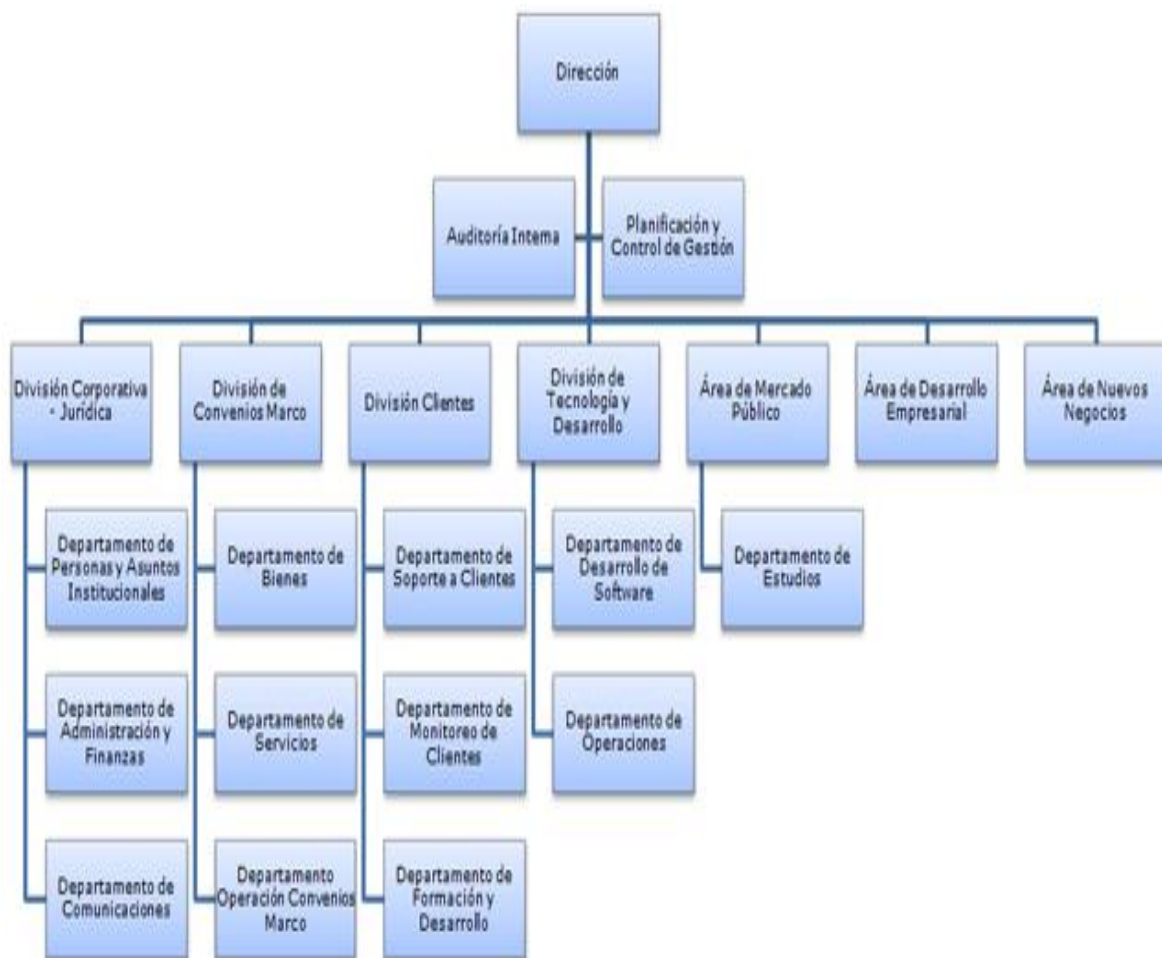 Dirección
Auditoría Interna
Planificación y
Control de Gestión
División Corporativa
- Jurídica
División de
Convenios Marco
División Clientes
División de
Tecnología y
Desarrollo
Área de Mercado
Público
Área de Desarrollo
Empresarial
Área de Nuevos
Negocios
Departamento de
Personas y Asuntos
Institucionales
Departamento de
Bienes
Departamento de
Soporte a Clientes
Departamento de
Desarrollo de
Software
Departamento de
Estudios
Departamento de
Administración y
Finanzas
Departamento de
Servicios
Departamento de
Monitoreo de
Clientes
Departamento de
Operaciones
Departamento de
Comunicaciones
Departamento
Operación Convenios
Marco
Departamento de
Formación y
Desarrollo